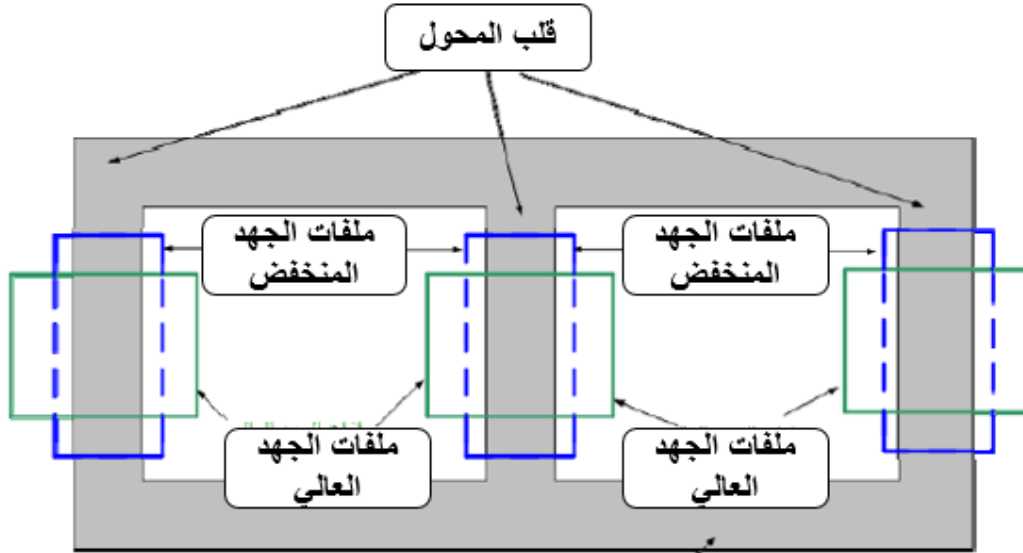 قلب المحول
ملفات الجهد
المنخفض
ملفات الجهد
المنخفض
ملفات الجهد
العالي
ملفات الجهد
العالي